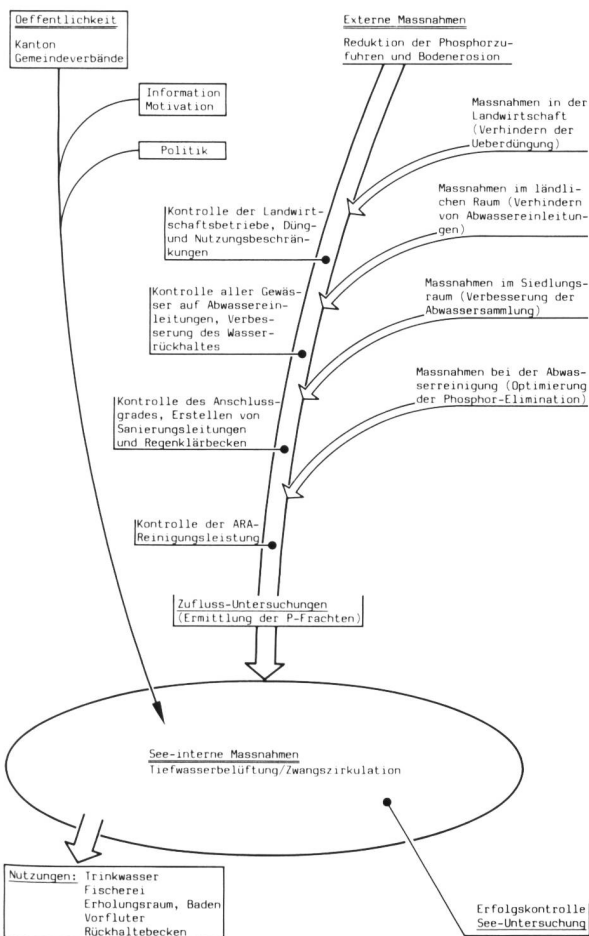 Oeffentlichkeit
Kanton
Gemeindeverbände
Information
Motivation
Politik
Externe Massnahmen
Reduktion der Phosphorzu-
fuhren und Bodenerosion
Massnahmen in der
Landwirtschaft
(Verhindern der
Ueberdüngung)
Kontrolle der Landwirt-
schaftsbetriebe, Düng-
und Nutzungsbeschrän-
kungen
Massnahmen im ländli-
chen Raum (Verhindern
von Abwassereinleitun-
gen)
Kontrolle aller Gewäs-
ser auf Abwasserein-
leitungen, Verbes-
serung des Wasser-
rückhaltes
Massnahmen im Siedlungs-
raum (Verbesserung der
Abwassersammlung)
Kontrolle des Anschluss-
grades, Erstellen von
Sanierungsleitungen
und Regenklärbecken
Massnahmen bei der Abwas-
serreinigung (Optimierung
der Phosphor-Elimination)
Kontrolle der ARA-
Reinigungsleistung
Zufluss-Untersuchungen
(Ermittlung der P-Frachten)
See-interne Massnahmen
Tiefwasserbelüftung/Zwangszirkulation
Nutzungen: Trinkwasser
Fischerei
Erholungsraum, Baden
Vorfluter
Rückhaltebecken
Erfolgskontrolle
See-Untersuchung